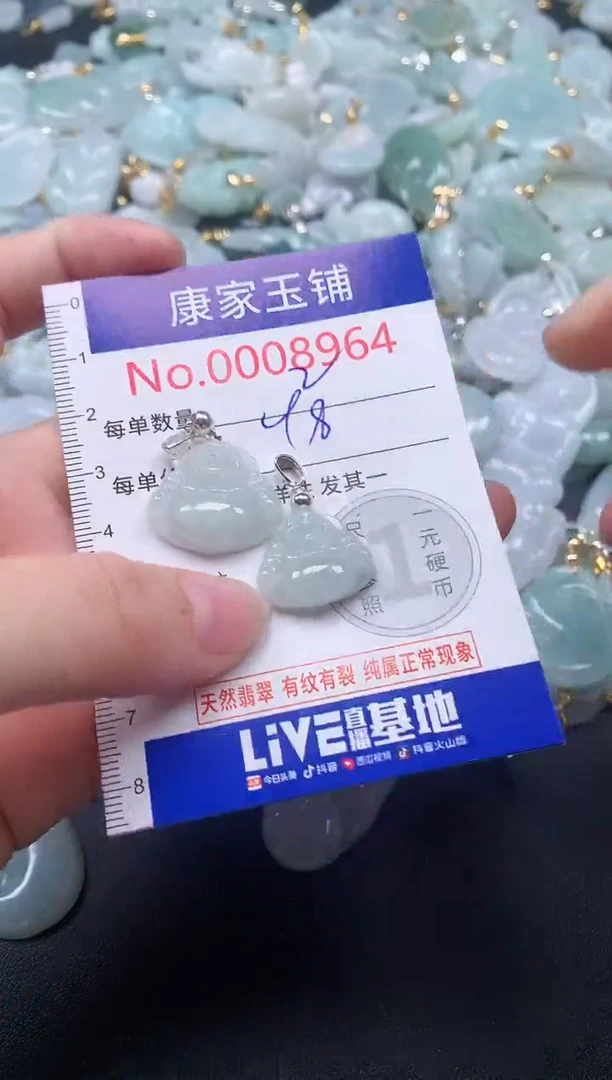 康家玉铺
No.0008964
0
1
每单数量 2
2
48
3
每单 发其一
4
一元硬币
照
天然翡翠 有纹有裂 纯属正常现象
7
LiVE直播基地
8
今日头条 抖音 西瓜视频 抖音火山版